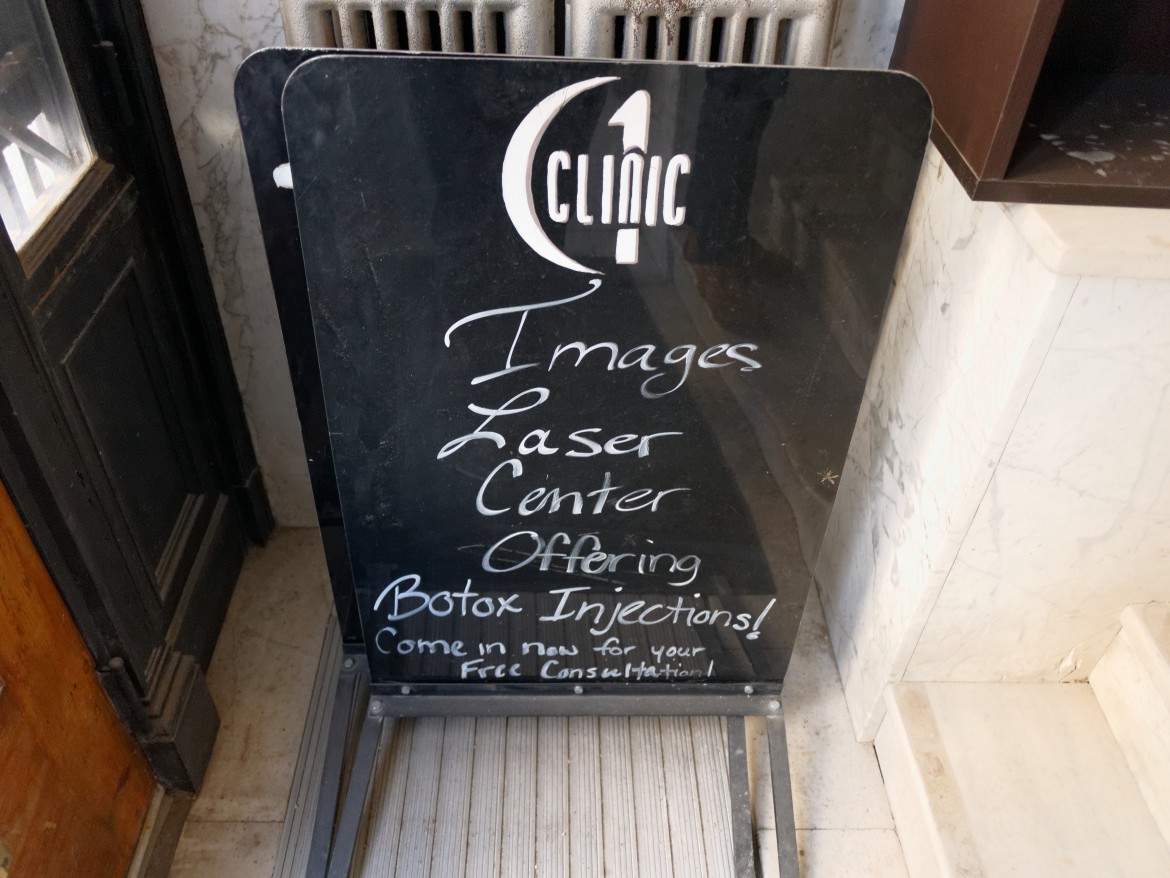 CLINIC
1
Images
Laser
Center
Offering
Botox Injections!
Come in now for your
Free Consultation!